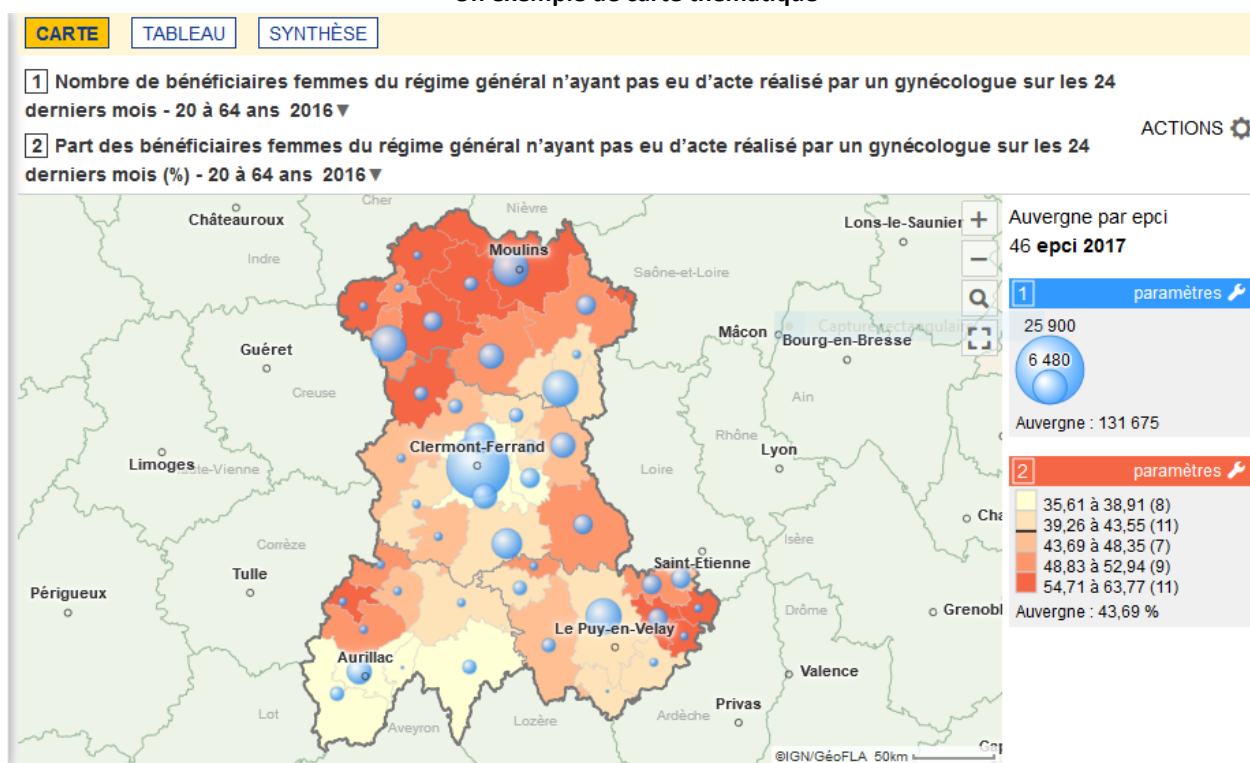 Un exemple de carte thématique
CARTE TABLEAU SYNTHÈSE
1 Nombre de bénéficiaires femmes du régime général n'ayant pas eu d'acte réalisé par un gynécologue sur les 24
derniers mois - 20 à 64 ans 2016▼
2 Part des bénéficiaires femmes du régime général n'ayant pas eu d'acte réalisé par un gynécologue sur les 24
derniers mois (%) - 20 à 64 ans 2016▼
ACTIONS
Châteauroux
Cher
Nièvre
Lons-le-Saunier
Indre
Moulins
Saône-et-Loire
Mâcon
Bourg-en-Bresse
Guéret
Creuse
Ain
Rhône
Clermont-Ferrand
Lyon
Limoges
Loire
Corrèze
Isère
Tulle
Saint-Etienne
Périgueux
Drôme
Le Puy-en-Velay
Aurillac
Valence
Lot
Aveyron
Lozère
Ardèche
Privas
©IGN/GéoFLA 50km
+
−
Auvergne par epci
46 epci 2017
1 paramètres
25 900
6 480
Auvergne : 131 675
2 paramètres
35,61 à 38,91 (8)
39,26 à 43,55 (11)
43,69 à 48,35 (7)
48,83 à 52,94 (9)
54,71 à 63,77 (11)
Auvergne : 43,69 %